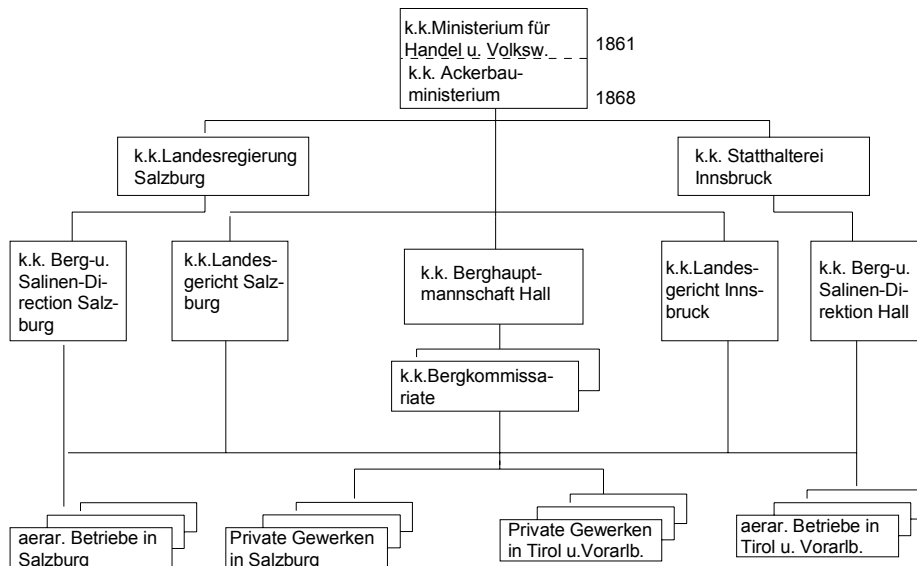 k.k.Ministerium für
Handel u. Volksw.
1861
k.k. Ackerbau-
ministerium
1868
k.k.Landesregierung
Salzburg
k.k. Statthalterei
Innsbruck
k.k. Berg-u.
Salinen-Di-
rection Salz-
burg
k.k.Landes-
gericht Salz-
burg
k.k. Berghaupt-
mannschaft Hall
k.k.Landes-
gericht Inns-
bruck
k.k. Berg-u.
Salinen-Di-
rektion Hall
k.k.Bergkommissa-
riate
aerar. Betriebe in
Salzburg
Private Gewerken
in Salzburg
Private Gewerken
in Tirol u.Vorarlb.
aerar. Betriebe in
Tirol u. Vorarlb.